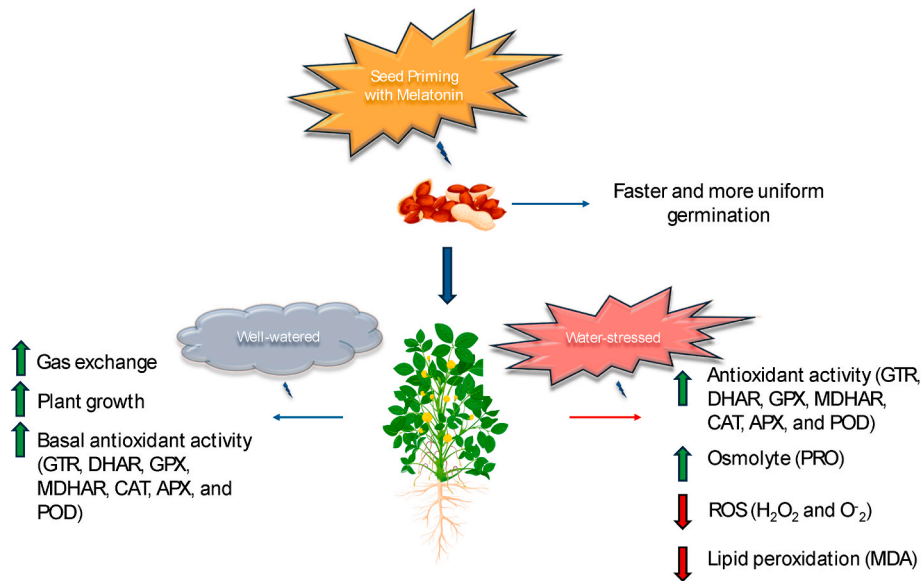 Seed Priming
with Melatonin
Faster and more uniform
germination
Well-watered
Gas exchange
Plant growth
Basal antioxidant activity
(GTR, DHAR, GPX,
MDHAR, CAT, APX, and
POD)
Water-stressed
Antioxidant activity (GTR,
DHAR, GPX, MDHAR,
CAT, APX, and POD)
Osmolyte (PRO)
ROS (H₂O₂ and O⁻₂)
Lipid peroxidation (MDA)